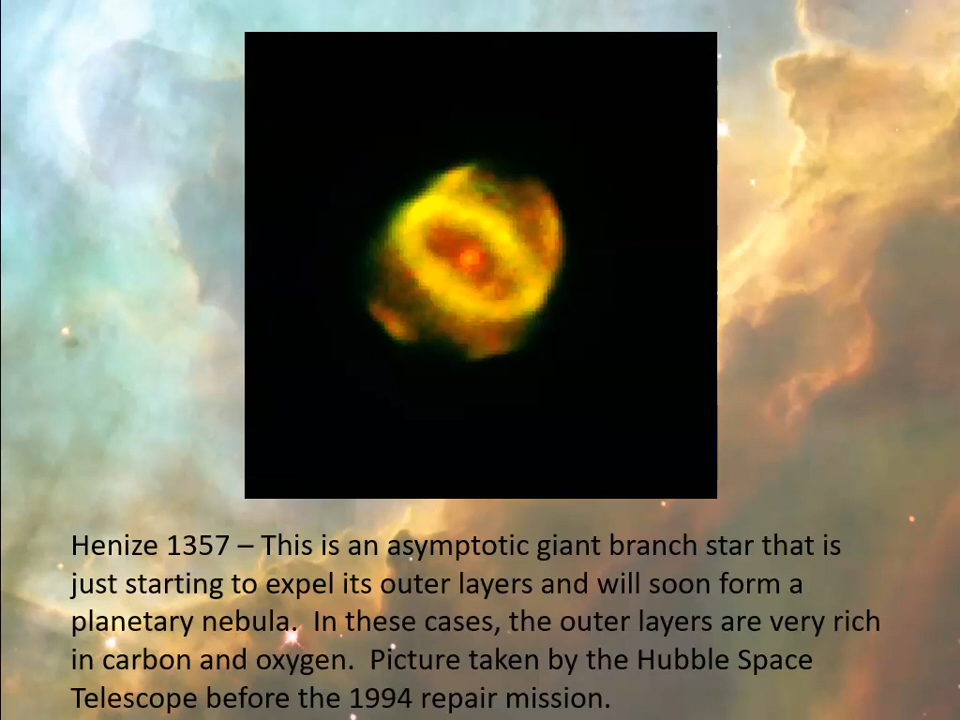 Henize 1357 – This is an asymptotic giant branch star that is
just starting to expel its outer layers and will soon form a
planetary nebula.  In these cases, the outer layers are very rich
in carbon and oxygen.  Picture taken by the Hubble Space
Telescope before the 1994 repair mission.